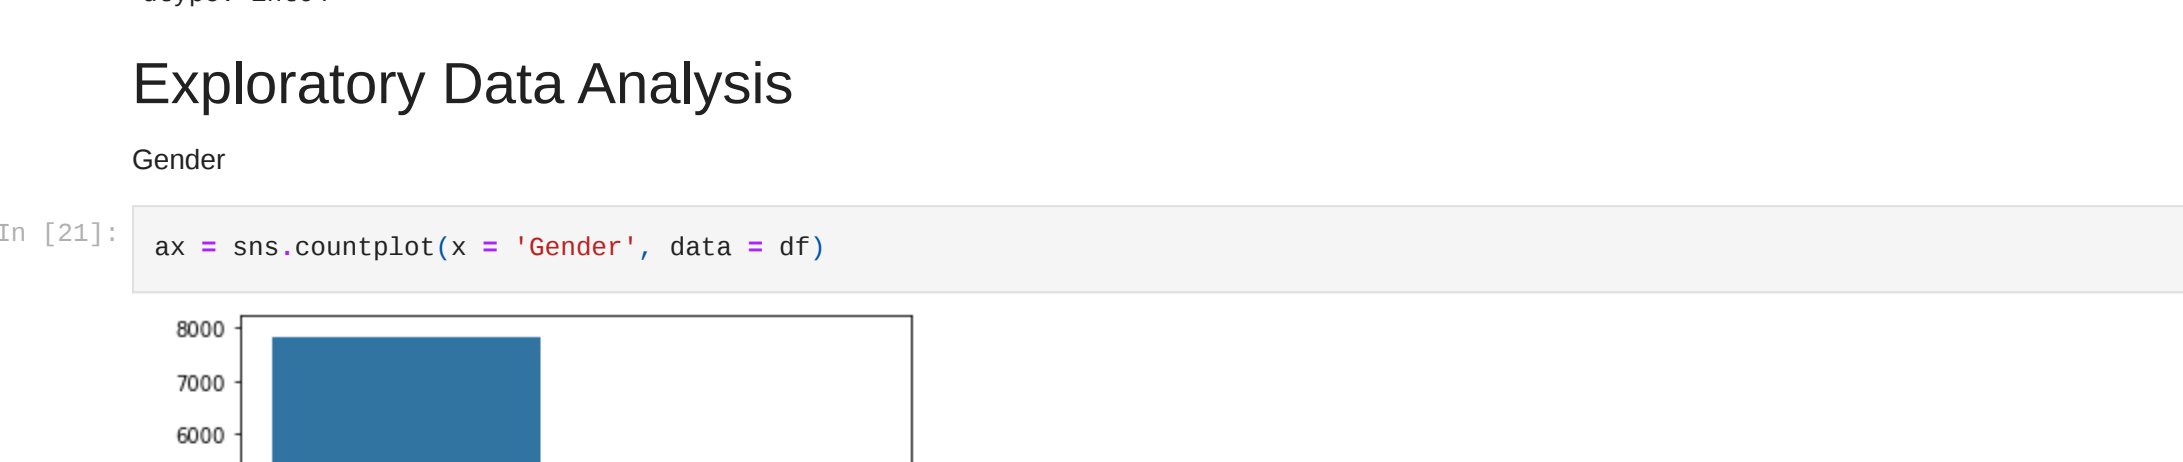 Exploratory Data Analysis
Gender
In [21]:
ax = sns.countplot(x = 'Gender', data = df)
8000
7000
6000